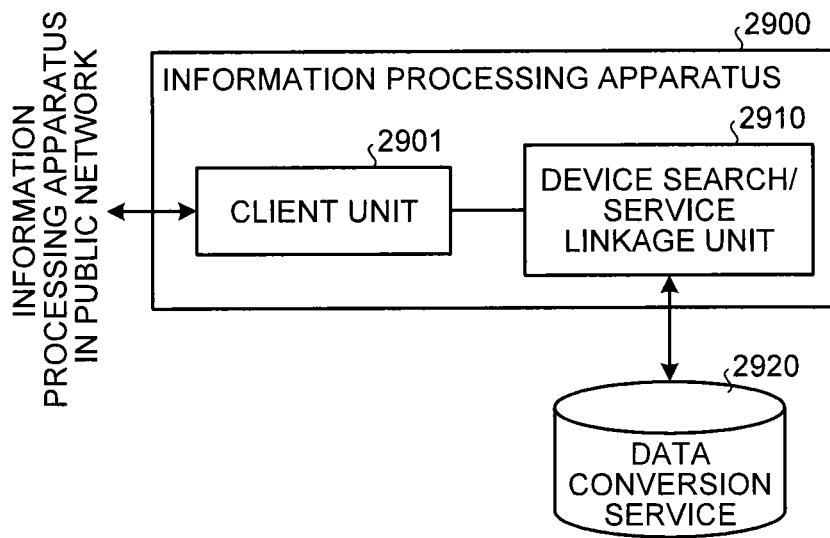 2900
INFORMATION PROCESSING APPARATUS
2901
CLIENT UNIT
2910
DEVICE SEARCH/
SERVICE
LINKAGE UNIT
INFORMATION
PROCESSING APPARATUS
IN PUBLIC NETWORK
2920
DATA
CONVERSION
SERVICE